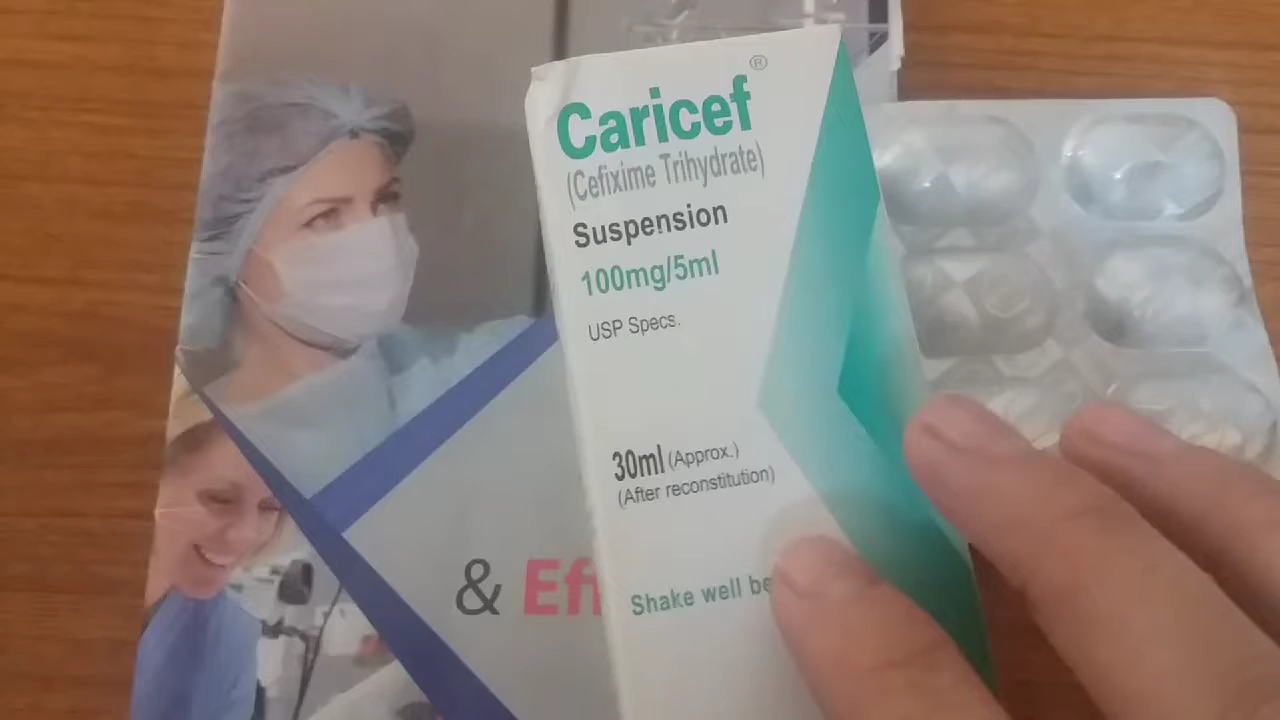 Caricef®
(Cefixime Trihydrate)
Suspension
100mg/5ml
USP Specs.
30ml (Approx.)
(After reconstitution)
Shake well be
& Ef